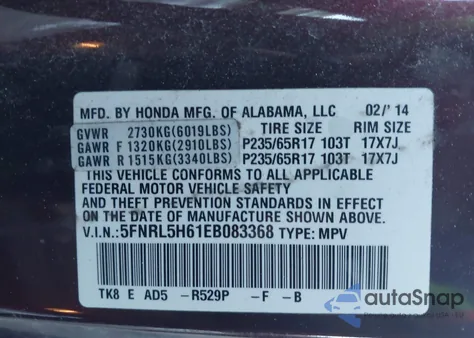 MFD. BY HONDA MFG. OF ALABAMA, LLC 02/'14
GVWR 2730KG(6019LBS) TIRE SIZE RIM SIZE
GAWR F 1320KG(2910LBS) P235/65R17 103T 17X7J
GAWR R 1515KG(3340LBS) P235/65R17 103T 17X7J
THIS VEHICLE CONFORMS TO ALL APPLICABLE
FEDERAL MOTOR VEHICLE SAFETY
AND THEFT PREVENTION STANDARDS IN
EFFECT ON THE DATE OF MANUFACTURE SHOWN ABOVE.
V.I.N.:5FNRL5H61EB083368 TYPE: MPV
TK8 E AD5 -R529P -F -B
autoSnap